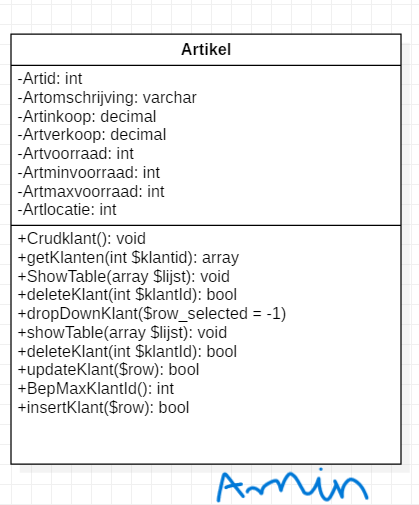 Artikel
-Artid: int
-Artomschrijving: varchar
-Artinkoop: decimal
-Artverkoop: decimal
-Artvoorraad: int
-Artminvoorraad: int
-Artmaxvoorraad: int
-Artlocatie: int
+Crudklant(): void
+getKlanten(int $klantid): array
+ShowTable(array $lijst): void
+deleteKlant(int $klantId): bool
+dropDownKlant($row_selected = -1)
+showTable(array $lijst): void
+deleteKlant(int $klantId): bool
+updateKlant($row): bool
+BepMaxKlantId(): int
+insertKlant($row): bool
Armin